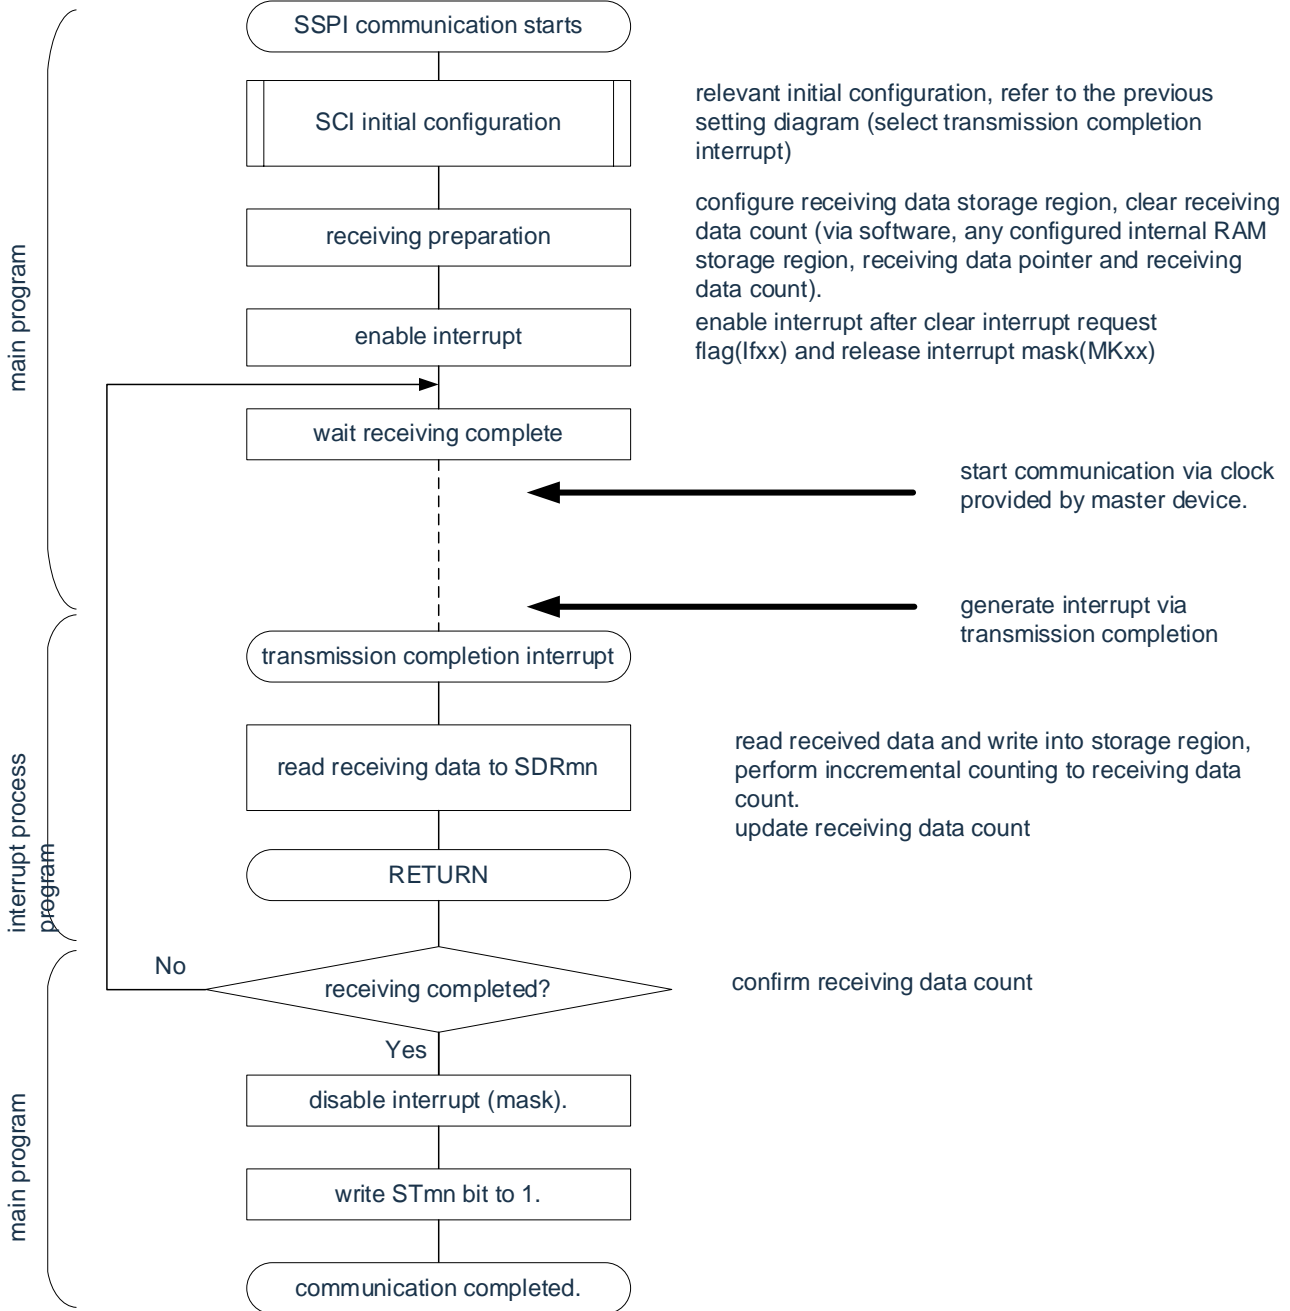 SSPI communication starts
SCI initial configuration
relevant initial configuration, refer to the previous
setting diagram (select transmission completion
interrupt)
receiving preparation
configure receiving data storage region, clear receiving
data count (via software, any configured internal RAM
storage region, receiving data pointer and receiving
data count).
enable interrupt
enable interrupt after clear interrupt request
flag(Ifxx) and release interrupt mask(MKxx)
main program
wait receiving complete
start communication via clock
provided by master device.
generate interrupt via
transmission completion
transmission completion interrupt
read receiving data to SDRmn
read received data and write into storage region,
perform inccremental counting to receiving data
count.
update receiving data count
interrupt process
program
RETURN
No
receiving completed?
confirm receiving data count
Yes
disable interrupt (mask).
main program
write STmn bit to 1.
communication completed.